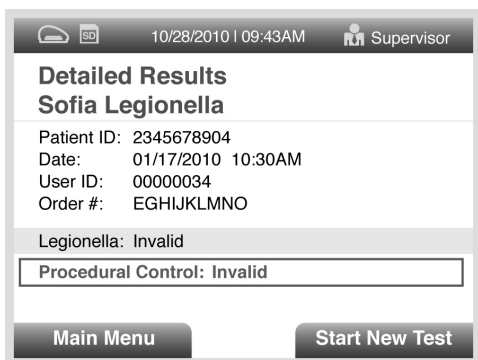 SD 10/28/2010 | 09:43AM Supervisor
Detailed Results
Sofia Legionella
Patient ID: 2345678904
Date: 01/17/2010 10:30AM
User ID: 00000034
Order #: EGHIJKLMNO
Legionella: Invalid
Procedural Control: Invalid
Main Menu Start New Test